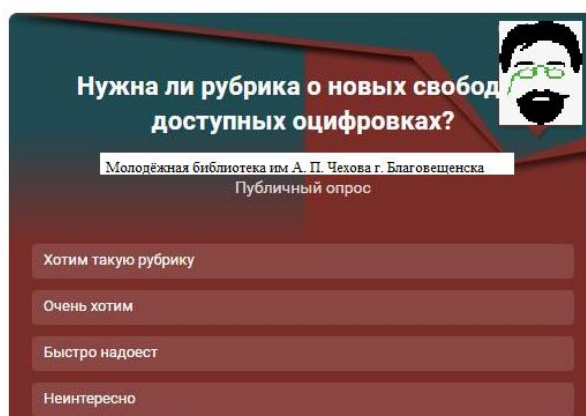 Нужна ли рубрика о новых свобод
доступных оцифровках?
Молодёжная библиотека им А. П. Чехова г. Благовещенска
Публичный опрос
Хотим такую рубрику
Очень хотим
Быстро надоест
Неинтересно